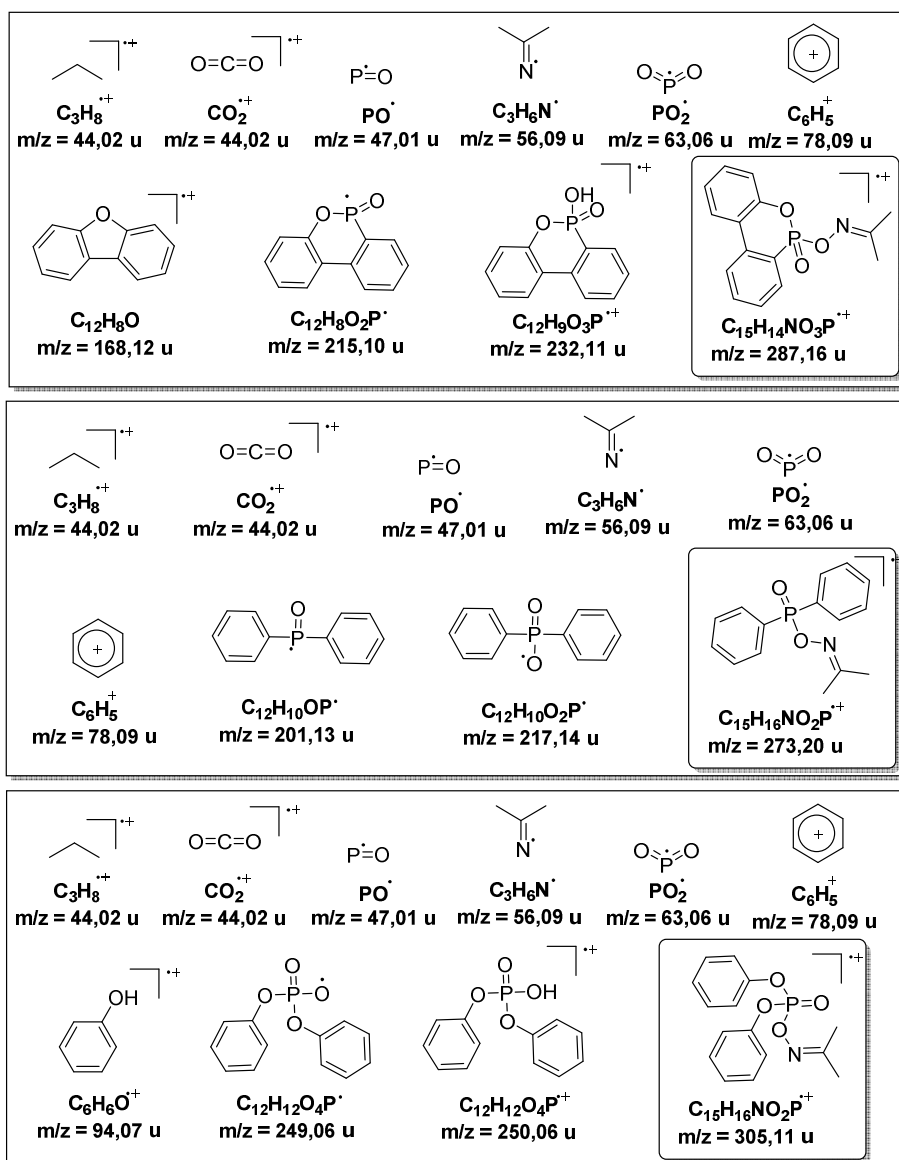 O=C=O
P=O
N
O P O
C3H8•+
CO2•+
PO•
C3H6N•
PO2•
C6H5+
m/z = 44,02 u
m/z = 44,02 u
m/z = 47,01 u
m/z = 56,09 u
m/z = 63,06 u
m/z = 78,09 u
O
O P O
OH
O P O
O N
P O
O
C12H8O
m/z = 168,12 u
C12H8O2P•
m/z = 215,10 u
C12H9O3P•+
m/z = 232,11 u
C15H14NO3P•+
m/z = 287,16 u
O=C=O
P=O
N
O P O
C3H8•+
CO2•+
PO•
C3H6N•
PO2•
m/z = 44,02 u
m/z = 44,02 u
m/z = 47,01 u
m/z = 56,09 u
m/z = 63,06 u
O
P
O
P
O
O
P
O N
C6H5+
m/z = 78,09 u
C12H10OP•
m/z = 201,13 u
C12H10O2P•
m/z = 217,14 u
C15H16NO2P•+
m/z = 273,20 u
O=C=O
P=O
N
O P O
C3H8•+
CO2•+
PO•
C3H6N•
PO2•
C6H5+
m/z = 44,02 u
m/z = 44,02 u
m/z = 47,01 u
m/z = 56,09 u
m/z = 63,06 u
m/z = 78,09 u
OH
O
O P O
O
O
O P OH
O
O
O P O
O
N
C6H6O•+
m/z = 94,07 u
C12H12O4P•
m/z = 249,06 u
C12H12O4P•+
m/z = 250,06 u
C15H16NO2P•+
m/z = 305,11 u